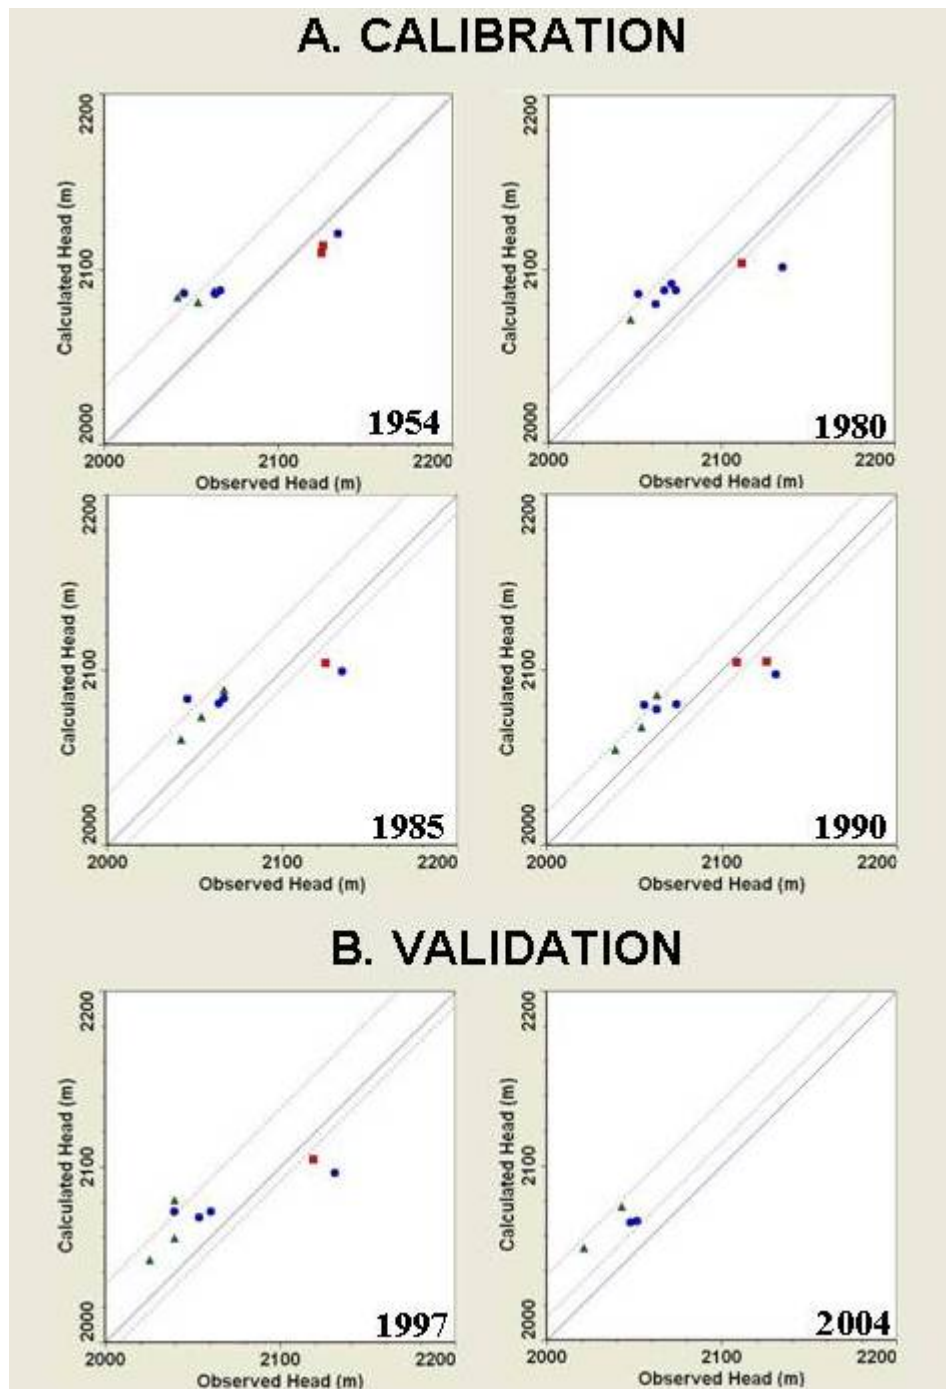 A. CALIBRATION
2200
2100
2000
Calculated Head (m)
1954
2000 2100 2200
Observed Head (m)
2200
2100
2000
Calculated Head (m)
1980
2000 2100 2200
Observed Head (m)
2200
2100
2000
Calculated Head (m)
1985
2000 2100 2200
Observed Head (m)
2200
2100
2000
Calculated Head (m)
1990
2000 2100 2200
Observed Head (m)
B. VALIDATION
2200
2100
2000
Calculated Head (m)
1997
2000 2100 2200
Observed Head (m)
2200
2100
2000
Calculated Head (m)
2004
2000 2100 2200
Observed Head (m)